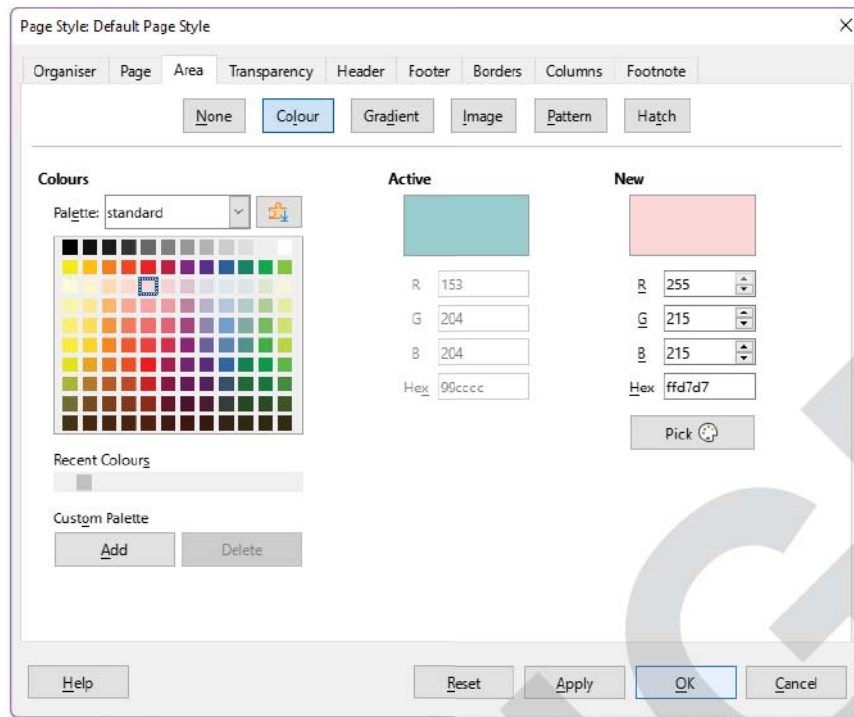 Page Style: Default Page Style
Organiser Page Area Transparency Header Footer Borders Columns Footnote
None Colour Gradient Image Pattern Hatch
Colours Active New
Palette: standard
R 153 R 255
G 204 G 215
B 204 B 215
Hex 99cccc Hex ffd7d7
Pick
Recent Colours
Custom Palette
Add Delete
Help Reset Apply OK Cancel